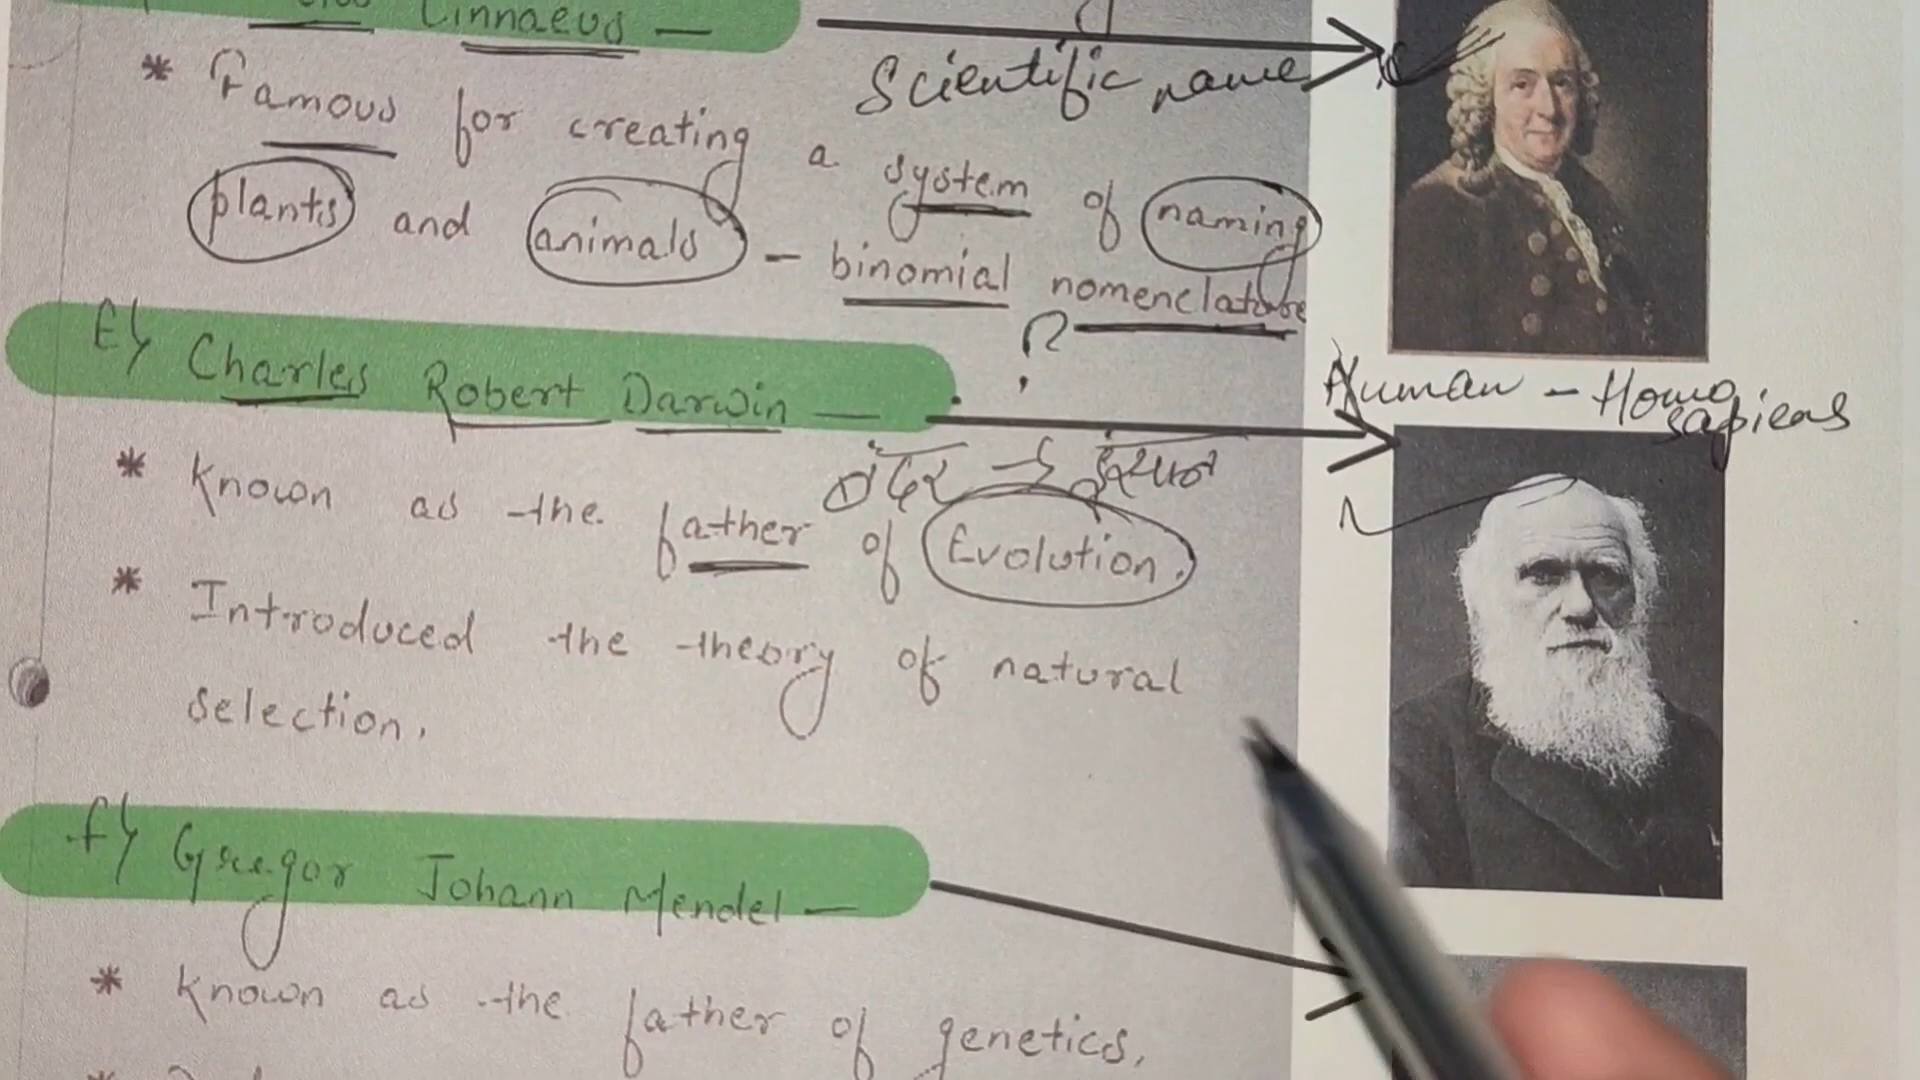 Linnaeus —
Scientific name
* Famous for creating a system of naming
plants and animals - binomial nomenclature
?
E) Charles Robert Darwin —
Human - Homo
sapiens
बंदर → इंसान
* Known as the father of Evolution.
* Introduced the theory of natural
selection.
f) Gregor Johann Mendel —
* Known as the father of genetics.
*